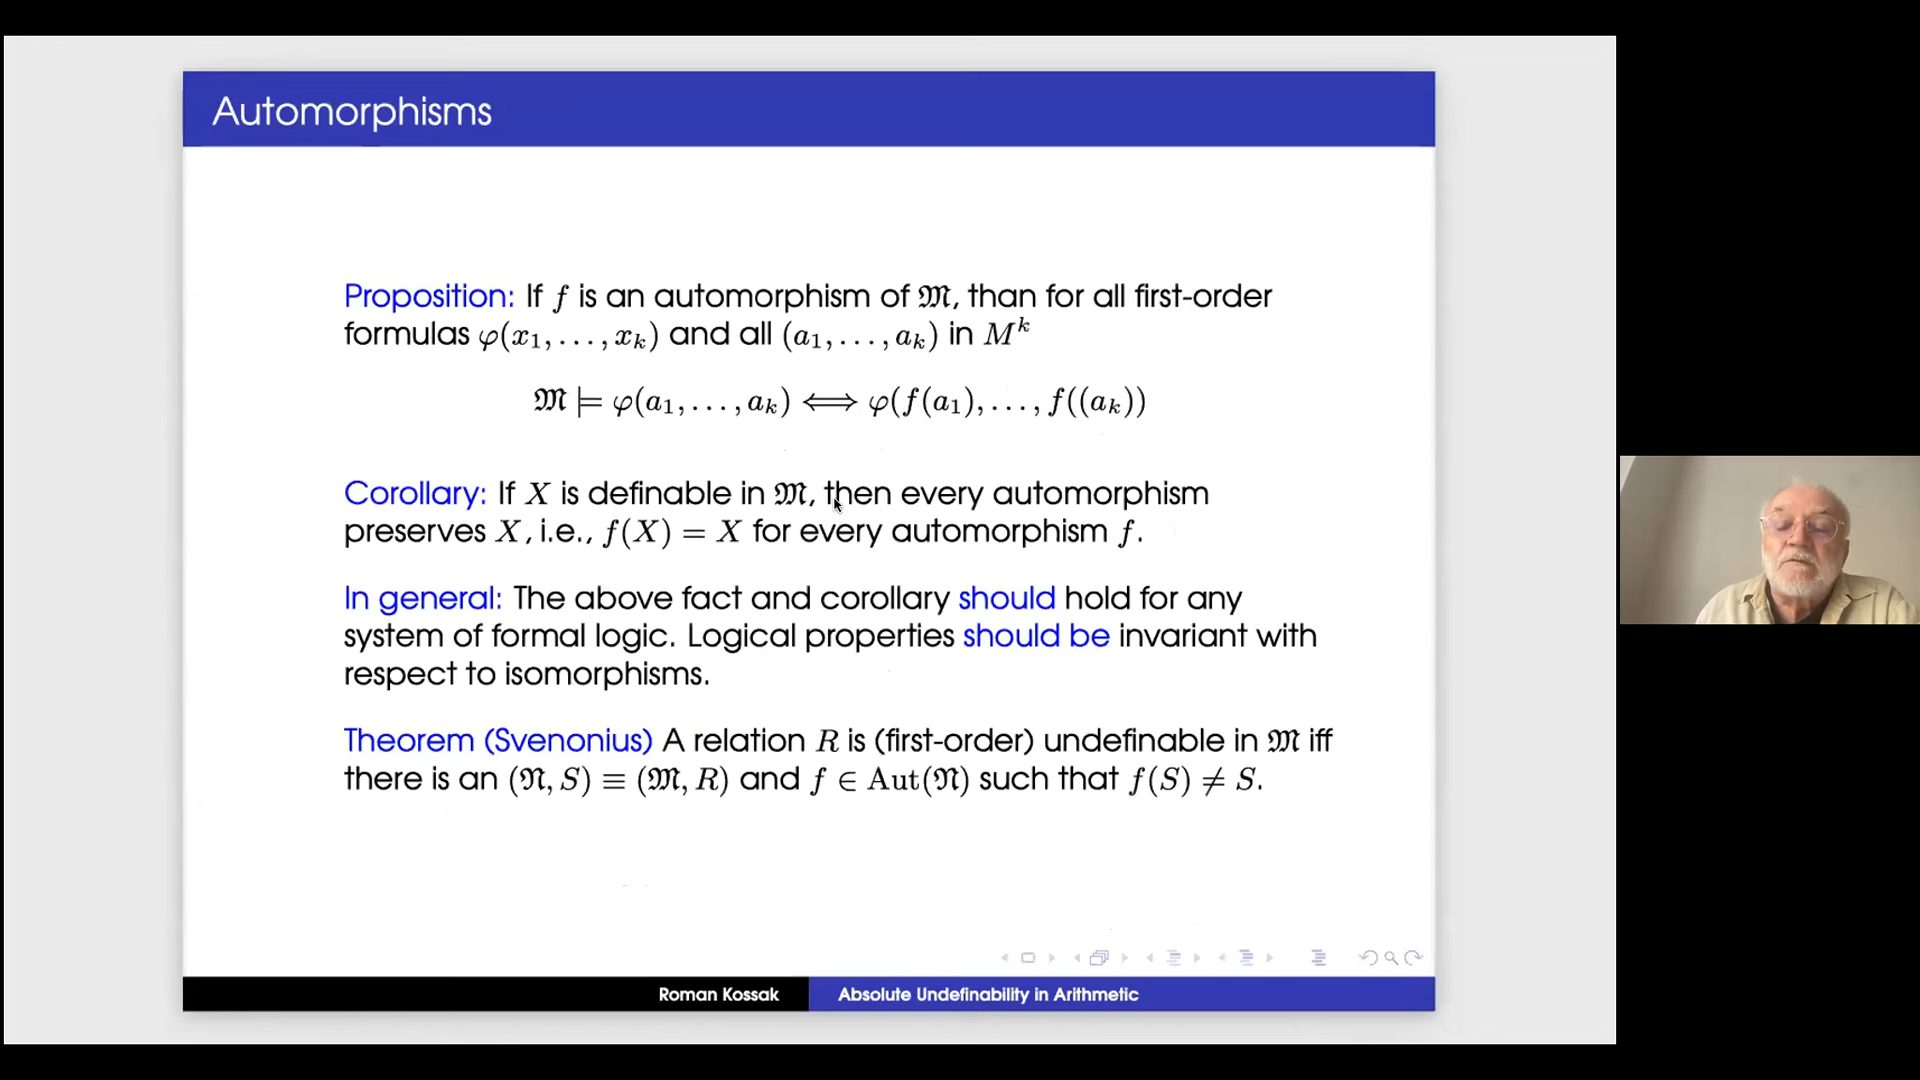 Automorphisms
Proposition: If f is an automorphism of 𝔐, than for all first-order
formulas φ(x₁, . . . , xₖ) and all (a₁, . . . , aₖ) in Mᵏ
𝔐 ⊨ φ(a₁, . . . , aₖ) ⟺ φ(f(a₁), . . . , f((aₖ))
Corollary: If X is definable in 𝔐, then every automorphism
preserves X, i.e., f(X) = X for every automorphism f.
In general: The above fact and corollary should hold for any
system of formal logic. Logical properties should be invariant with
respect to isomorphisms.
Theorem (Svenonius) A relation R is (first-order) undefinable in 𝔐 iff
there is an (𝔑, S) ≡ (𝔐, R) and f ∈ Aut(𝔑) such that f(S) ≠ S.
Roman Kossak
Absolute Undefinability in Arithmetic